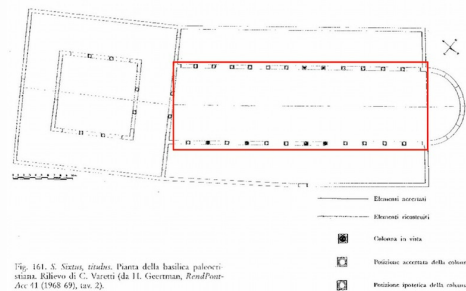 Elementi accertati
Elementi ricostruiti
Colonna in vista
Posizione accertata della colonna
Posizione ipotetica della colonna
Fig. 161. S. Sixtus, titulus. Pianta della basilica paleocri-
stiana. Rilievo di C. Varetti (da H. Geertman, RendPont-
Acc 41 (1968-69), tav. 2).